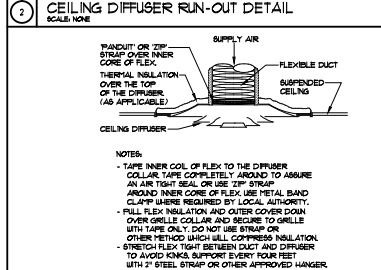 2
CEILING DIFFUSER RUN-OUT DETAIL
SCALE: NONE
SUPPLY AIR
'PANDUIT' OR 'ZIP'
STRAP OVER INNER
CORE OF FLEX.
FLEXIBLE DUCT
THERMAL INSULATION
OVER THE TOP
OF THE DIFFUSER.
(AS APPLICABLE)
SUSPENDED
CEILING
CEILING DIFFUSER
NOTES:
- TAPE INNER COIL OF FLEX TO THE DIFFUSER
COLLAR. TAPE COMPLETELY AROUND TO ASSURE
AN AIR TIGHT SEAL OR USE 'ZIP' STRAP
AROUND INNER CORE OF FLEX. USE METAL BAND
CLAMP WHERE REQUIRED BY LOCAL AUTHORITY.
- PULL FLEX INSULATION AND OUTER COVER DOWN
OVER GRILLE COLLAR AND SECURE TO GRILLE
WITH TAPE ONLY. DO NOT USE STRAP OR
OTHER METHOD WHICH WILL COMPRESS INSULATION.
- STRETCH FLEX TIGHT BETWEEN DUCT AND DIFFUSER
TO AVOID KINKS. SUPPORT EVERY FOUR FEET
WITH 2" STEEL STRAP OR OTHER APPROVED HANGER.